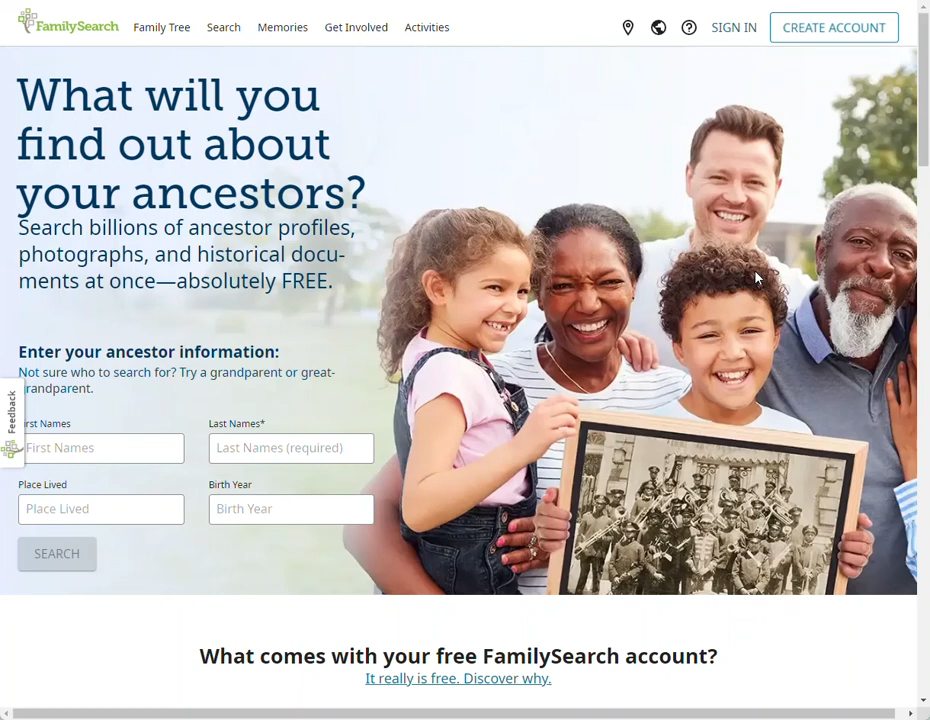 FamilySearch
Family Tree
Search
Memories
Get Involved
Activities
SIGN IN
CREATE ACCOUNT
What will you
find out about
your ancestors?
Search billions of ancestor profiles,
photographs, and historical docu-
ments at once—absolutely FREE.
Enter your ancestor information:
Not sure who to search for? Try a grandparent or great-
grandparent.
Feedback
First Names
Last Names*
First Names
Last Names (required)
Place Lived
Birth Year
Place Lived
Birth Year
SEARCH
What comes with your free FamilySearch account?
It really is free. Discover why.